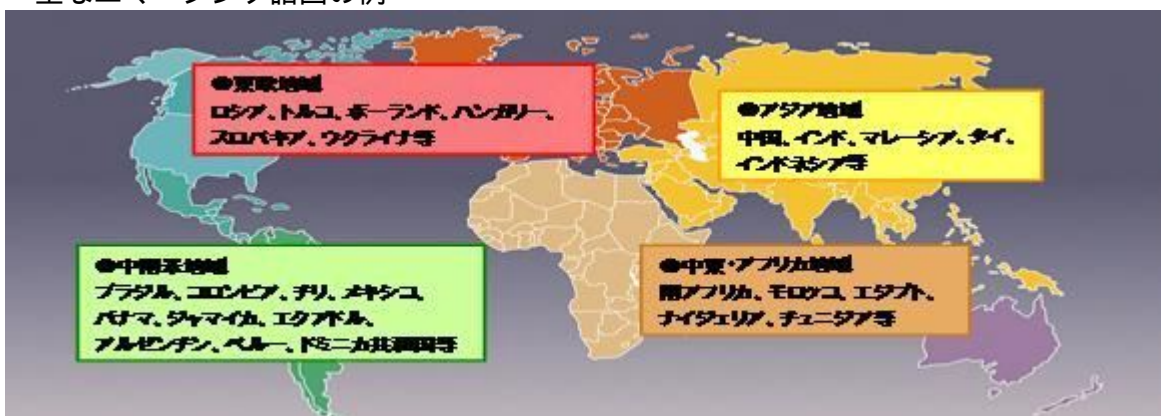 主なエマージング諸国の例
●東欧地域
ロシア、トルコ、ポーランド、ハンガリー、
スロバキア、ウクライナ等
●アジア地域
中国、インド、マレーシア、タイ、
インドネシア等
●中南米地域
ブラジル、コロンビア、チリ、メキシコ、
パナマ、ジャマイカ、エクアドル、
アルゼンチン、ペルー、ドミニカ共和国等
●中東・アフリカ地域
南アフリカ、モロッコ、エジプト、
ナイジェリア、チュニジア等